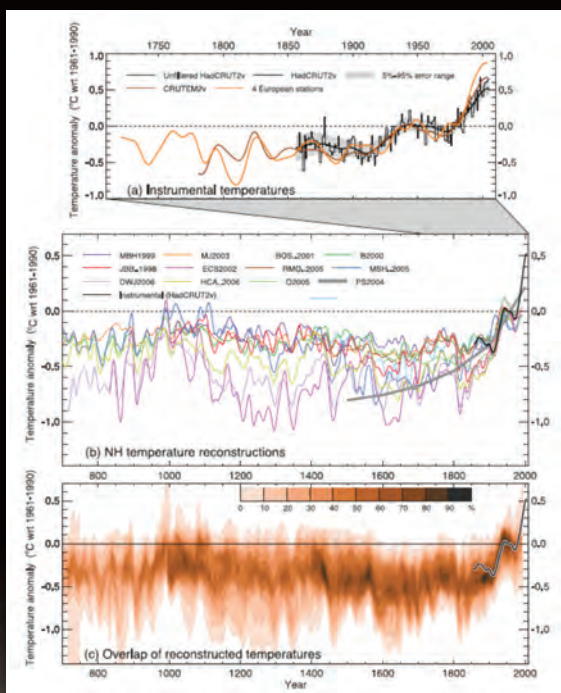 Year
1750 1800 1850 1900 1950 2000
Temperature anomaly (°C wrt 1961-1990)
1.0
0.5
0.0
-0.5
-1.0
Unfiltered HadCRUT2v HadCRUT2v 5%-95% error range
CRUTEM2v 4 European stations
1.0
0.5
0.0
-0.5
-1.0
(a) Instrumental temperatures
Temperature anomaly (°C wrt 1961-1990)
0.5
0.0
-0.5
-1.0
MBH1999 MJ2003 BOS..2001 B2000
JBB..1998 ECS2002 RMO..2005 MSH..2005
DWJ2006 HCA..2006 O2005 PS2004
Instrumental (HadCRUT2v)
0.5
0.0
-0.5
-1.0
(b) NH temperature reconstructions
800 1000 1200 1400 1600 1800 2000
Temperature anomaly (°C wrt 1961-1990)
0.5
0.0
-0.5
-1.0
0 10 20 30 40 50 60 70 80 90 %
0.5
0.0
-0.5
-1.0
(c) Overlap of reconstructed temperatures
800 1000 1200 1400 1600 1800 2000
Year